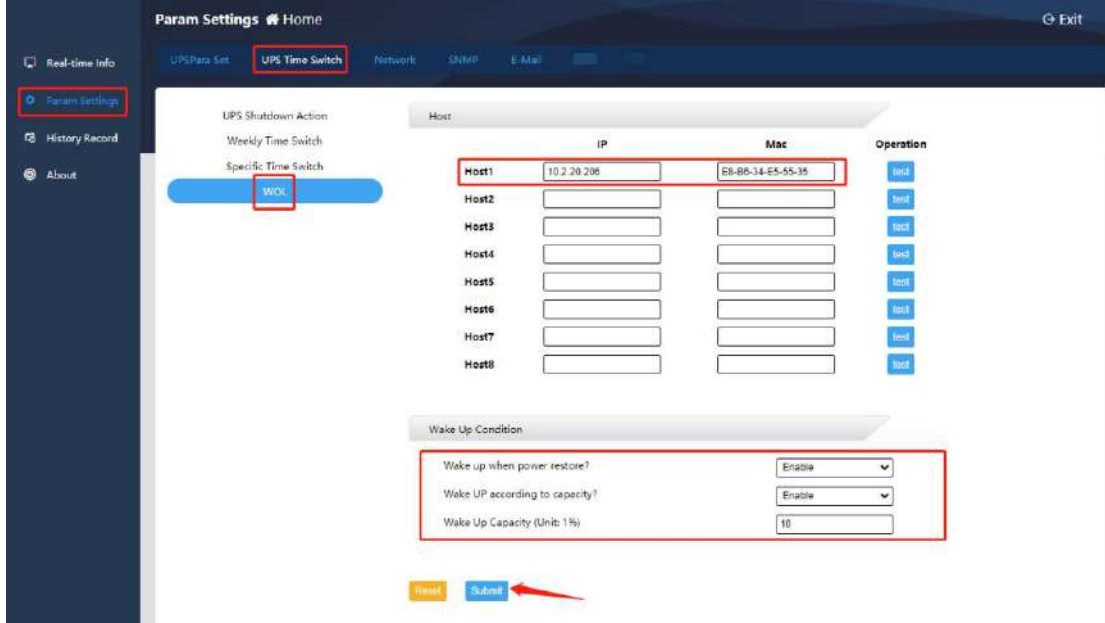 Param Settings Home
Exit
Real-time Info
Param Settings
History Record
About
UPSPara Set UPS Time Switch Network SNMP E-Mail
UPS Shutdown Action
Weekly Time Switch
Specific Time Switch
WOL
Host
IP Mac Operation
Host1 10.2.20.206 E8-B6-34-E5-55-35 test
Host2 test
Host3 test
Host4 test
Host5 test
Host6 test
Host7 test
Host8 test
Wake Up Condition
Wake up when power restore? Enable
Wake UP according to capacity? Enable
Wake Up Capacity (Unit: 1%) 10
Reset Submit